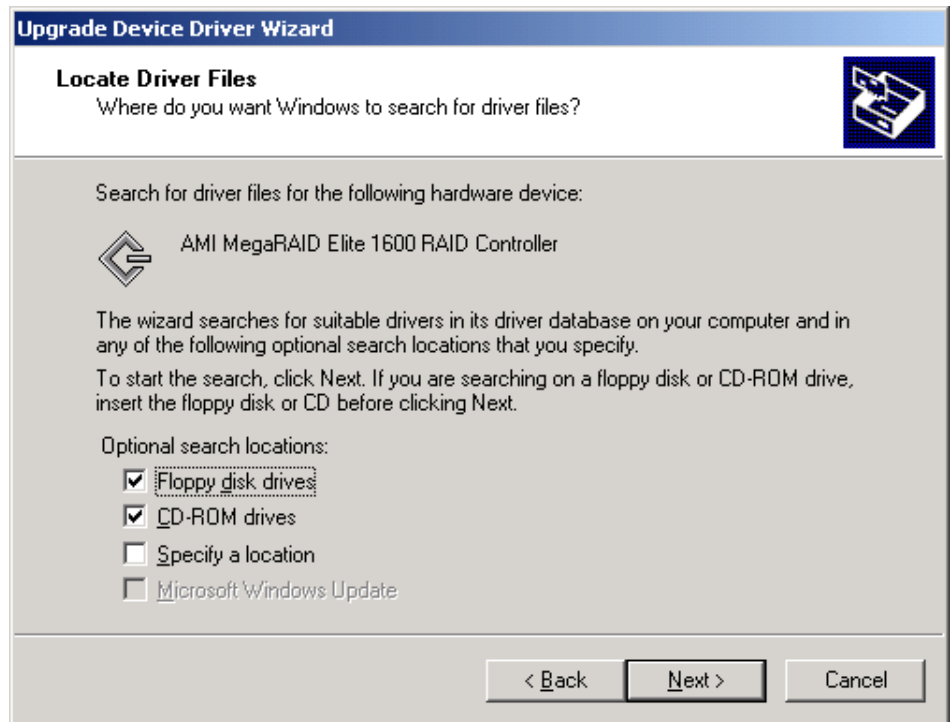 Upgrade Device Driver Wizard
Locate Driver Files
Where do you want Windows to search for driver files?
Search for driver files for the following hardware device:
AMI MegaRAID Elite 1600 RAID Controller
The wizard searches for suitable drivers in its driver database on your computer and in
any of the following optional search locations that you specify.
To start the search, click Next. If you are searching on a floppy disk or CD-ROM drive,
insert the floppy disk or CD before clicking Next.
Optional search locations:
Floppy disk drives
CD-ROM drives
Specify a location
Microsoft Windows Update
< Back Next > Cancel